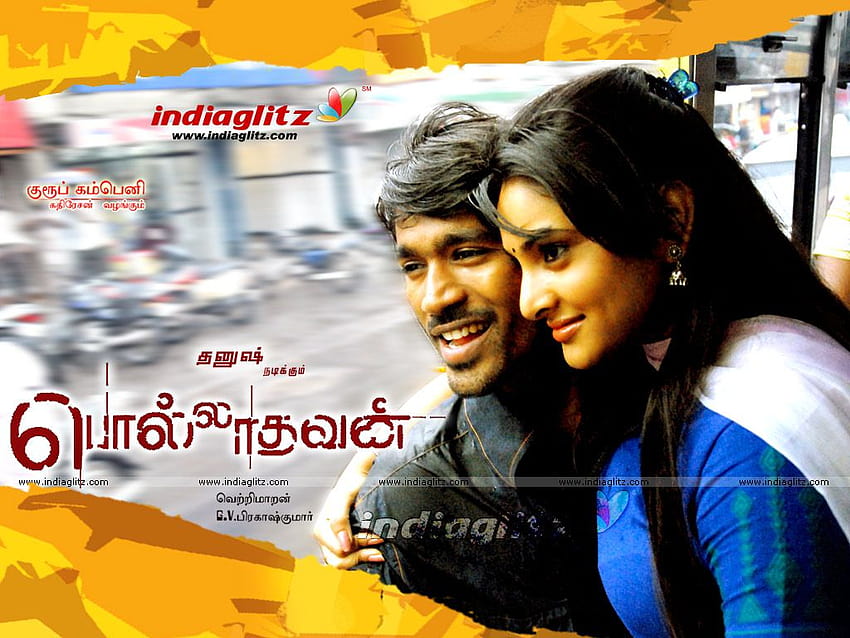 indiaglitz SM
www.indiaglitz.com
குரூப் கம்பெனி
கதிரேசன் வழங்கும்
தனுஷ்
நடிக்கும்
பொல்லாதவன்
www.indiaglitz.com www.indiaglitz.com www.indiaglitz.com www.indiaglitz.com www.indiaglitz.com
வெற்றிமாறன்
G.V.பிரகாஷ்குமார்
indiaglitz